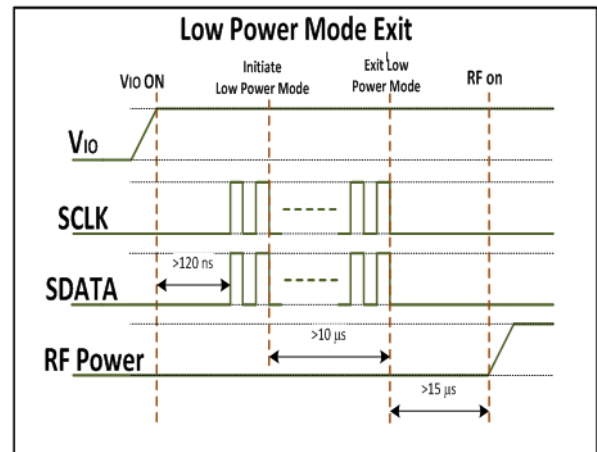 Low Power Mode Exit
VIO ON
Initiate
Low Power Mode
Exit Low
Power Mode
RF on
VIO
SCLK
>120 ns
SDATA
>10 µs
RF Power
>15 µs